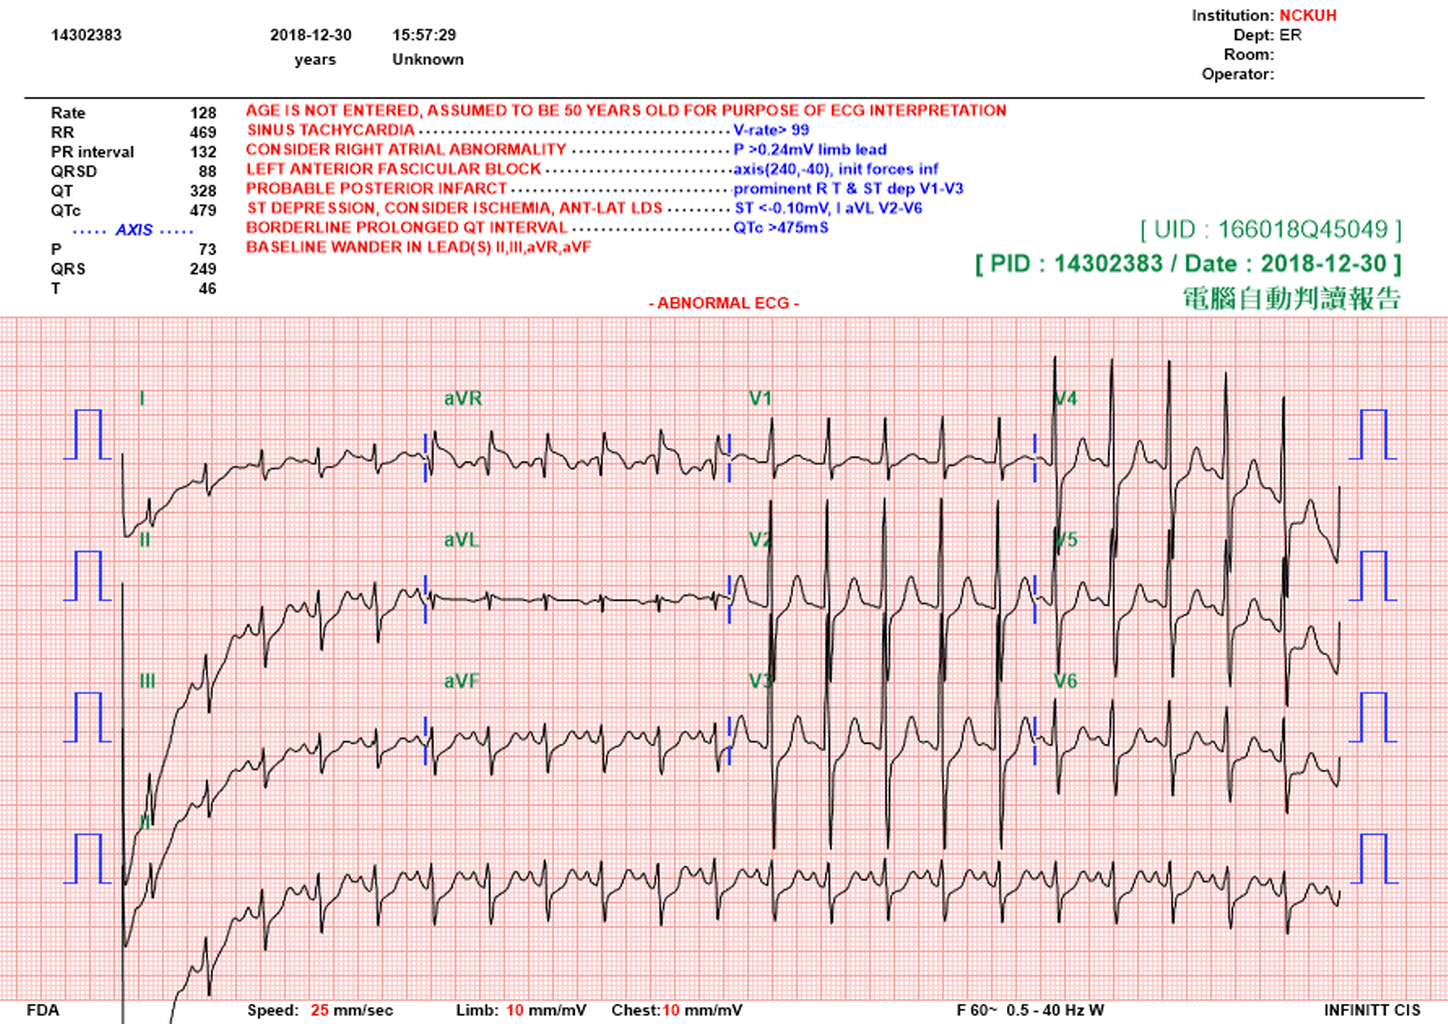 14302383 2018-12-30 15:57:29
years Unknown
Institution: NCKUH
Dept: ER
Room:
Operator:
Rate 128
RR 469
PR interval 132
QRSD 88
QT 328
QTc 479
..... AXIS .....
P 73
QRS 249
T 46
AGE IS NOT ENTERED, ASSUMED TO BE 50 YEARS OLD FOR PURPOSE OF ECG INTERPRETATION
SINUS TACHYCARDIA ........................................ V-rate> 99
CONSIDER RIGHT ATRIAL ABNORMALITY .................... P >0.24mV limb lead
LEFT ANTERIOR FASCICULAR BLOCK ........................ axis(240,-40), init forces inf
PROBABLE POSTERIOR INFARCT ............................ prominent R T & ST dep V1-V3
ST DEPRESSION, CONSIDER ISCHEMIA, ANT-LAT LDS ........ ST <-0.10mV, I aVL V2-V6
BORDERLINE PROLONGED QT INTERVAL ..................... QTc >475mS
BASELINE WANDER IN LEAD(S) II,III,aVR,aVF
[ UID : 166018Q45049 ]
[ PID : 14302383 / Date : 2018-12-30 ]
電腦自動判讀報告
- ABNORMAL ECG -
I aVR V1 V4
II aVL V2 V5
III aVF V3 V6
II
FDA Speed: 25 mm/sec Limb: 10 mm/mV Chest:10 mm/mV F 60~ 0.5 - 40 Hz W INFINITT CIS